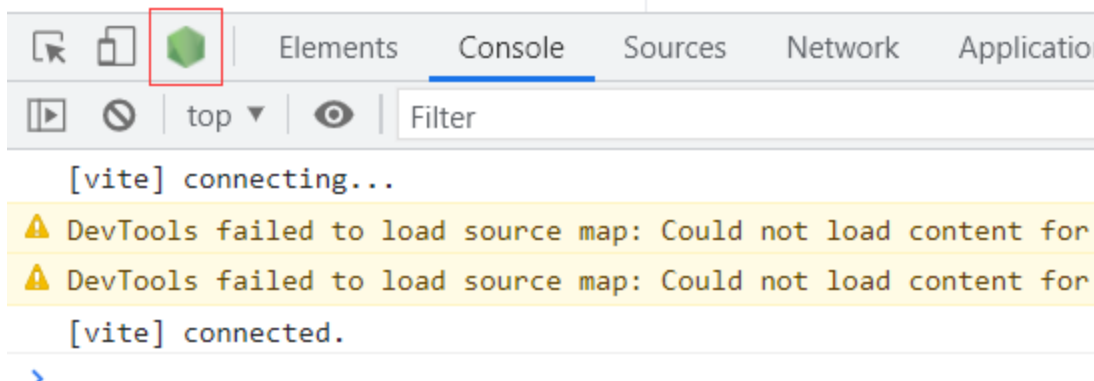 Elements Console Sources Network Applicatio
top Filter
[vite] connecting...
DevTools failed to load source map: Could not load content for
DevTools failed to load source map: Could not load content for
[vite] connected.